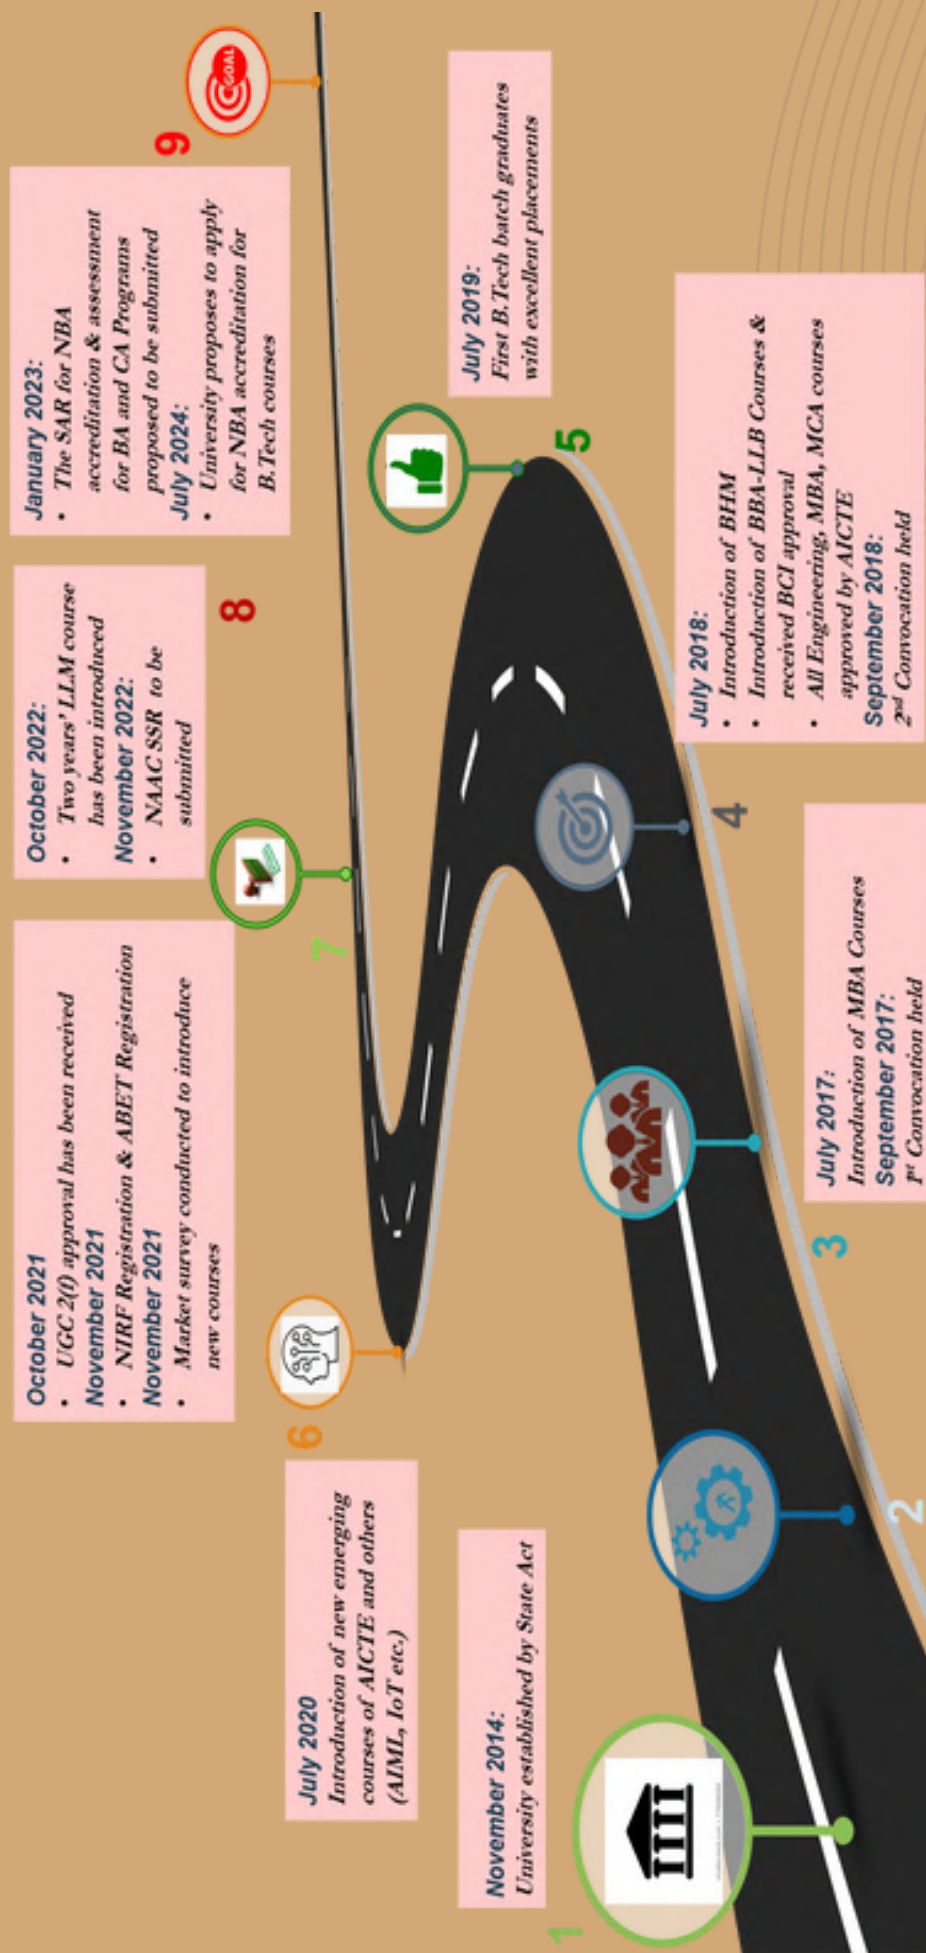 1
November 2014:
University established by State Act
2
3
July 2017:
Introduction of MBA Courses
September 2017:
1st Convocation held
4
July 2018:
• Introduction of BHM
• Introduction of BBA-LLB Courses &
received BCI approval
• All Engineering, MBA, MCA courses
approved by AICTE
September 2018:
2nd Convocation held
5
July 2019:
First B.Tech batch graduates
with excellent placements
6
July 2020
Introduction of new emerging
courses of AICTE and others
(AIML, IoT etc.)
7
October 2021
• UGC 2(f) approval has been received
November 2021
• NIRF Registration & ABET Registration
November 2021
• Market survey conducted to introduce
new courses
8
October 2022:
• Two years' LLM course
has been introduced
November 2022:
• NAAC SSR to be
submitted
9
January 2023:
• The SAR for NBA
accreditation & assessment
for BA and CA Programs
proposed to be submitted
July 2024:
• University proposes to apply
for NBA accreditation for
B.Tech courses
GOAL